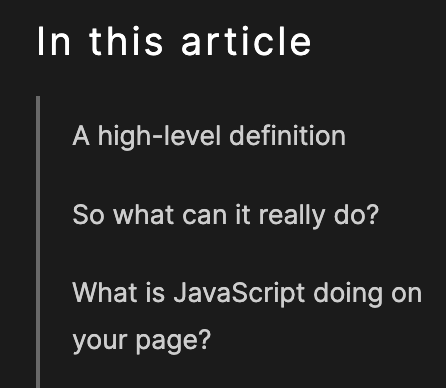 In this article
A high-level definition
So what can it really do?
What is JavaScript doing on
your page?